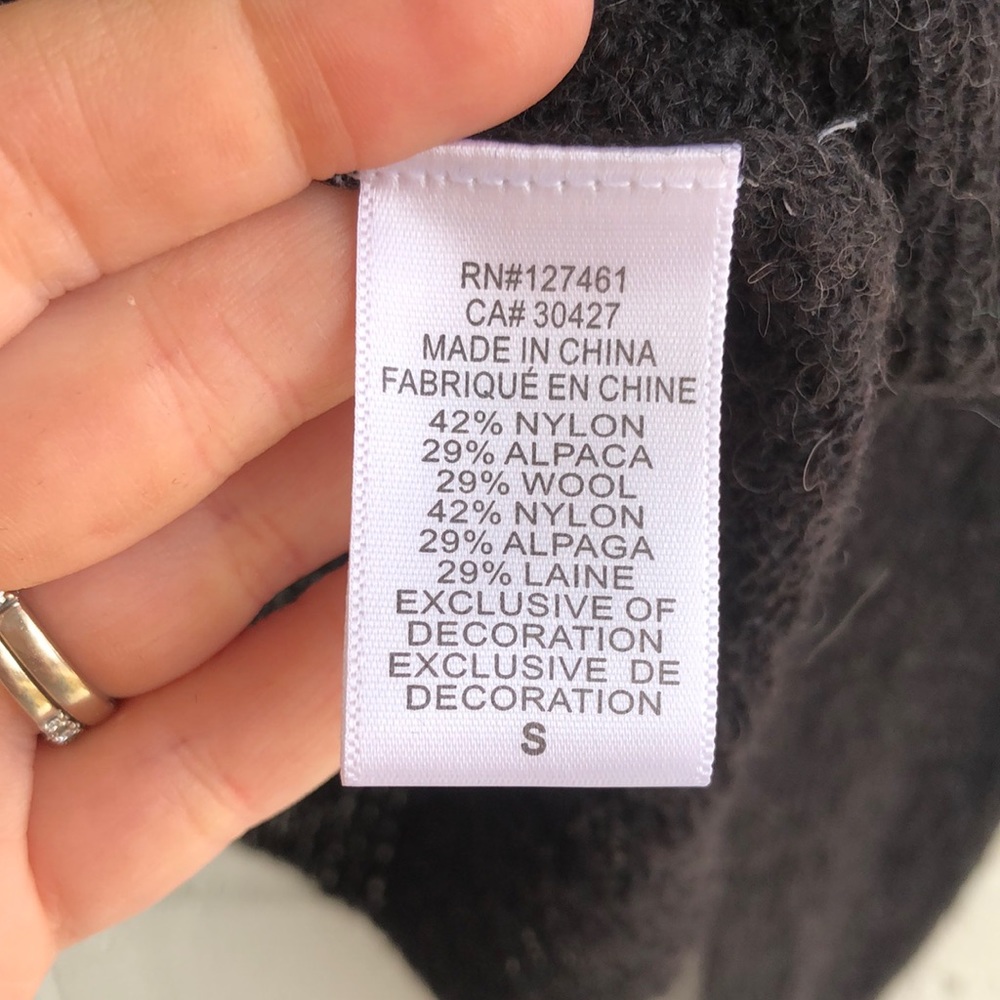 RN#127461
CA# 30427
MADE IN CHINA
FABRIQUÉ EN CHINE
42% NYLON
29% ALPACA
29% WOOL
42% NYLON
29% ALPAGA
29% LAINE
EXCLUSIVE OF
DECORATION
EXCLUSIVE DE
DECORATION
S